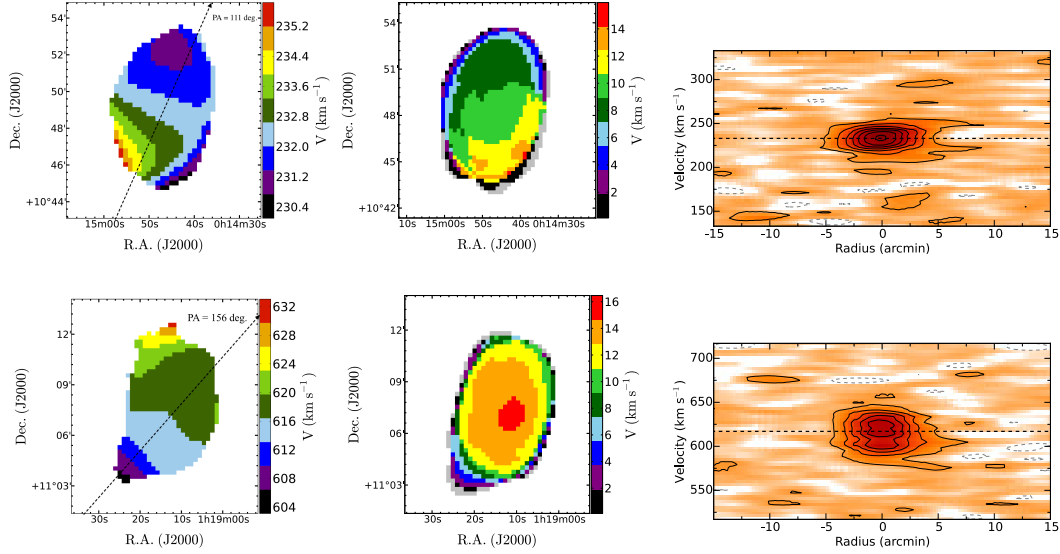 54'
52'
50'
48'
46'
+10°44'
Dec. (J2000)
15m00s 50s 40s 0h14m30s
R.A. (J2000)
PA = 111 deg.
235.2
234.4
233.6
232.8
232.0
231.2
230.4
V (km s⁻¹)
54'
51'
48'
45'
+10°42'
Dec. (J2000)
10s 15m00s 50s 40s 0h14m30s
R.A. (J2000)
14
12
10
8
6
4
2
V (km s⁻¹)
300
250
200
150
Velocity (km s⁻¹)
-15 -10 -5 0 5 10 15
Radius (arcmin)
12'
09'
06'
+11°03'
Dec. (J2000)
30s 20s 10s 1h19m00s
R.A. (J2000)
PA = 156 deg.
632
628
624
620
616
612
608
604
V (km s⁻¹)
12'
09'
06'
+11°03'
Dec. (J2000)
30s 20s 10s 1h19m00s
R.A. (J2000)
16
14
12
10
8
6
4
2
V (km s⁻¹)
700
650
600
550
Velocity (km s⁻¹)
-15 -10 -5 0 5 10 15
Radius (arcmin)